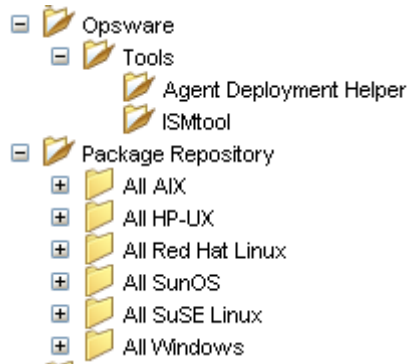 Opsware
Tools
Agent Deployment Helper
ISMtool
Package Repository
All AIX
All HP-UX
All Red Hat Linux
All SunOS
All SuSE Linux
All Windows